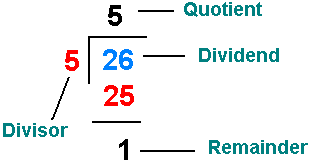 5 Quotient
5 26 Dividend
25
Divisor
1 Remainder